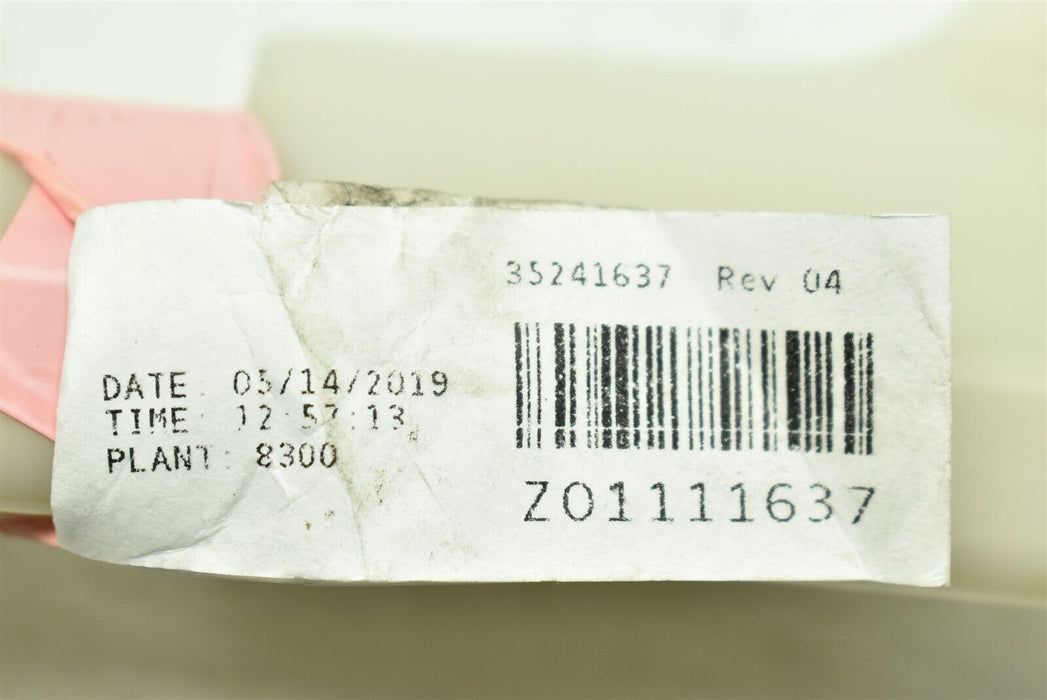 35241637 Rev 04
DATE: 05/14/2019
TIME: 12:57:13
PLANT: 8300
Z01111637